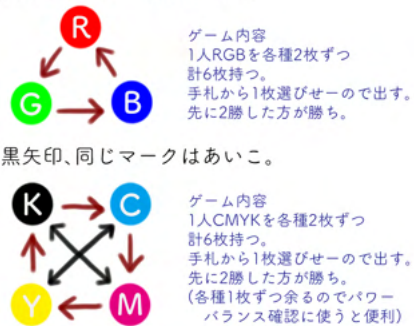 R
G
B
ゲーム内容
1人RGBを各種2枚ずつ
計6枚持つ。
手札から1枚選びせーので出す。
先に2勝した方が勝ち。
黒矢印、同じマークはあいこ。
K
C
Y
M
ゲーム内容
1人CMYKを各種2枚ずつ
計6枚持つ。
手札から1枚選びせーので出す。
先に2勝した方が勝ち。
(各種1枚ずつ余るのでパワー
バランス確認に使うと便利)